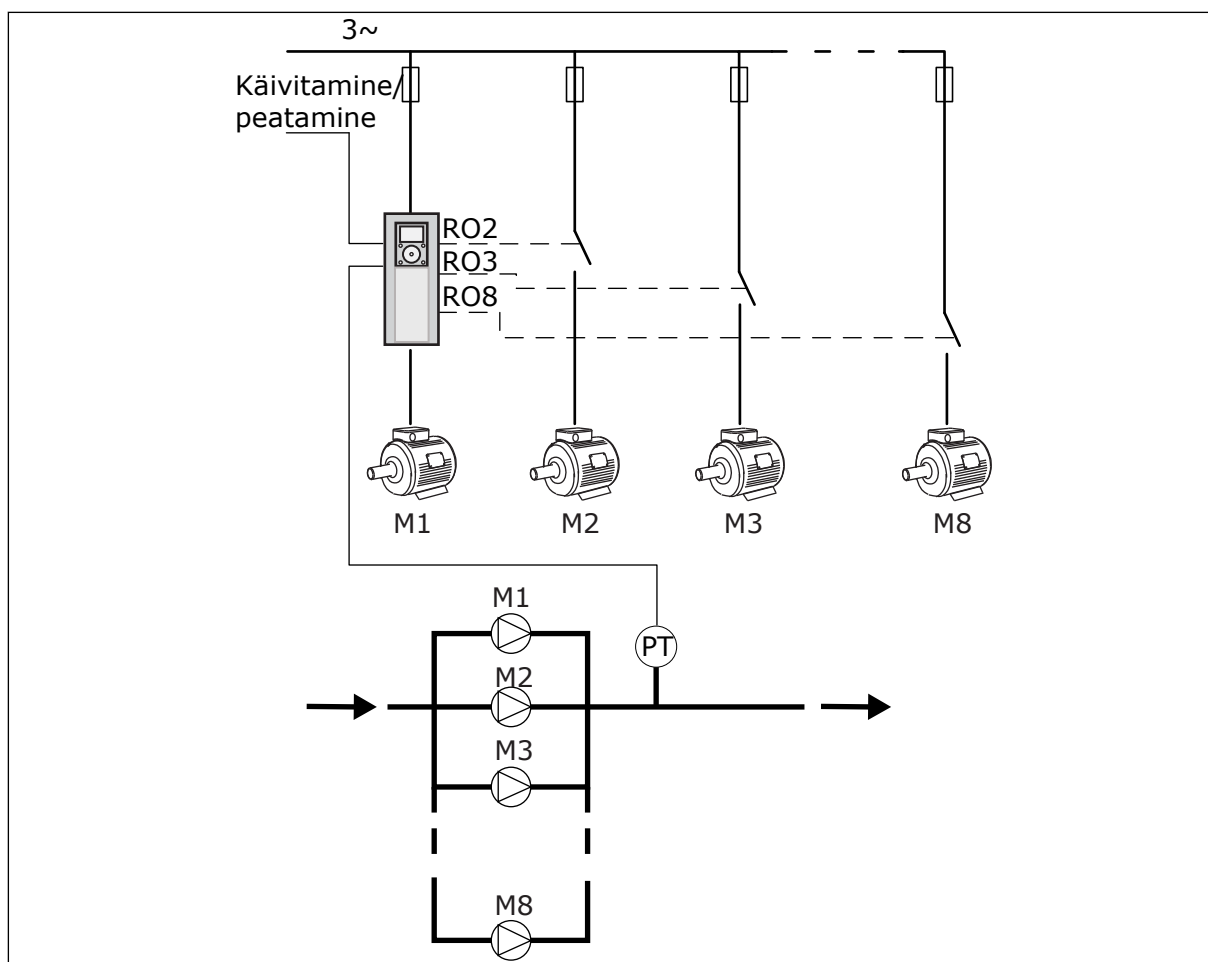 3~
Käivitamine/
peatamine
RO2
RO3
RO8
M1 M2 M3 M8
M1
PT
M2
M3
M8